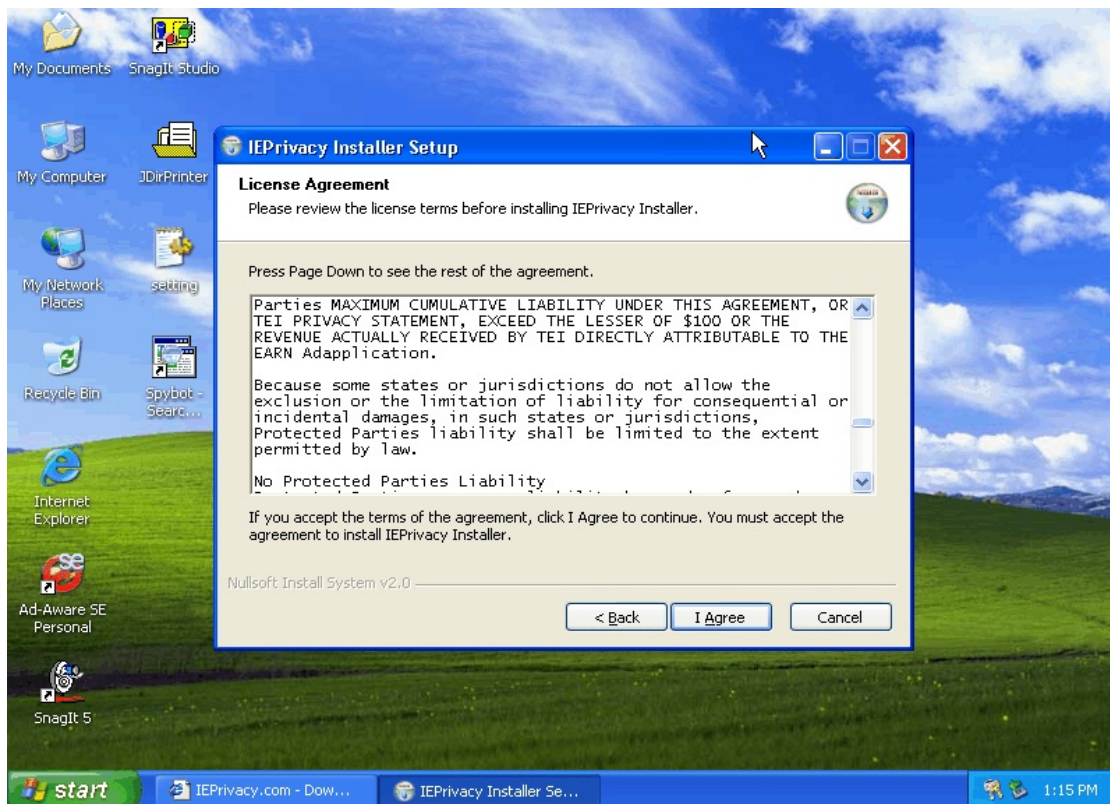 My Documents
SnagIt Studio
My Computer
JDirPrinter
My Network
Places
setting
Recycle Bin
Spybot -
Searc...
Internet
Explorer
Ad-Aware SE
Personal
SnagIt 5
IEPrivacy Installer Setup
License Agreement
Please review the license terms before installing IEPrivacy Installer.
Press Page Down to see the rest of the agreement.
Parties MAXIMUM CUMULATIVE LIABILITY UNDER THIS AGREEMENT, OR
TEI PRIVACY STATEMENT, EXCEED THE LESSER OF $100 OR THE
REVENUE ACTUALLY RECEIVED BY TEI DIRECTLY ATTRIBUTABLE TO THE
EARN Adapplication.
Because some states or jurisdictions do not allow the
exclusion or the limitation of liability for consequential or
incidental damages, in such states or jurisdictions,
Protected Parties liability shall be limited to the extent
permitted by law.
No Protected Parties Liability
If you accept the terms of the agreement, click I Agree to continue. You must accept the
agreement to install IEPrivacy Installer.
Nullsoft Install System v2.0
< Back
I Agree
Cancel
start
IEPrivacy.com - Dow...
IEPrivacy Installer Se...
1:15 PM